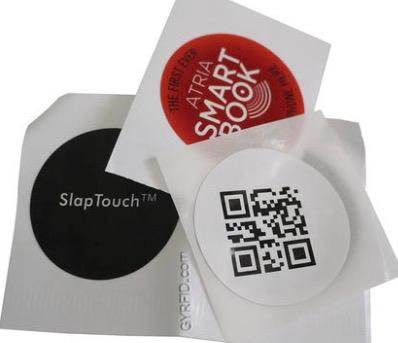 THE FIRST EVER
ATRIA
SMART
BOOK
SlapTouch™
GYRFID.com